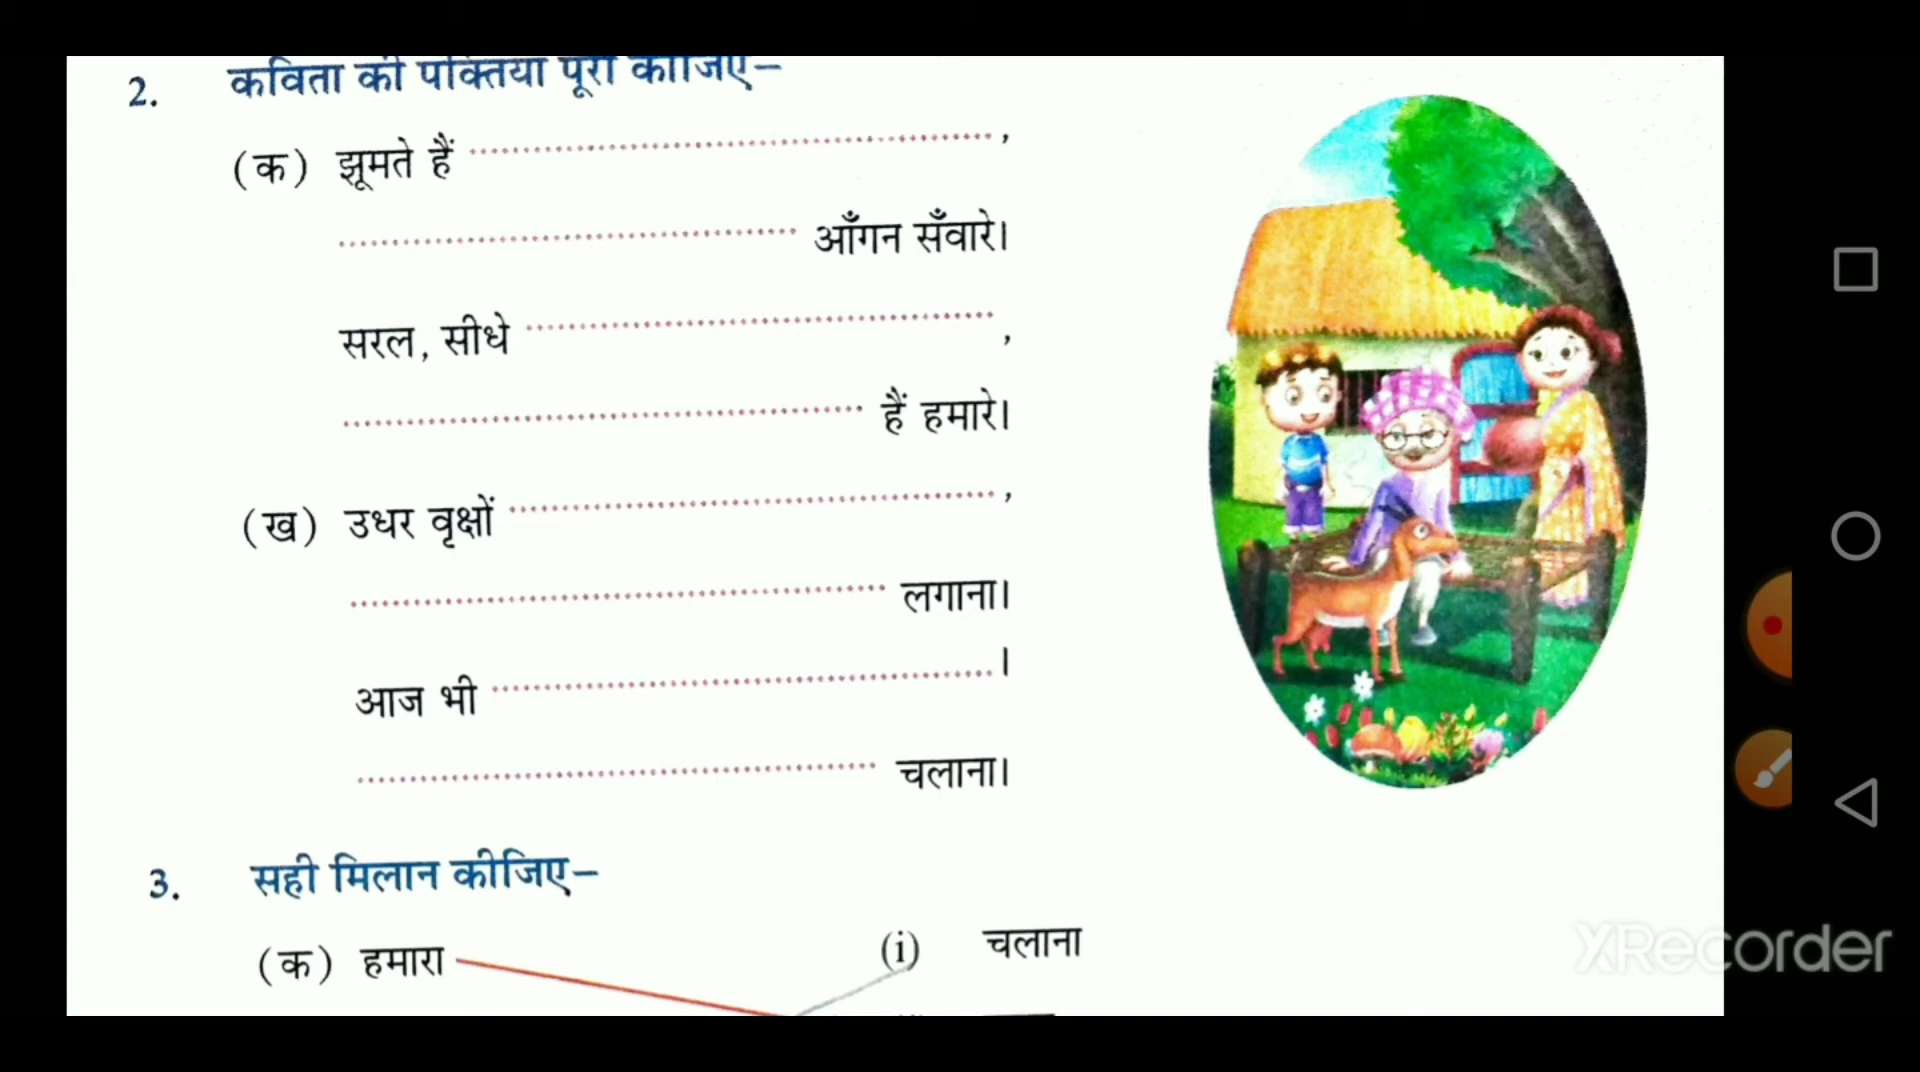 2. कविता की पंक्तियाँ पूरी कीजिए–
(क) झूमते हैं ........................................,
........................................ आँगन सँवारे।
सरल, सीधे ........................................,
........................................ हैं हमारे।
(ख) उधर वृक्षों ........................................,
........................................ लगाना।
आज भी ........................................।
........................................ चलाना।
3. सही मिलान कीजिए–
(क) हमारा (i) चलाना
XRecorder